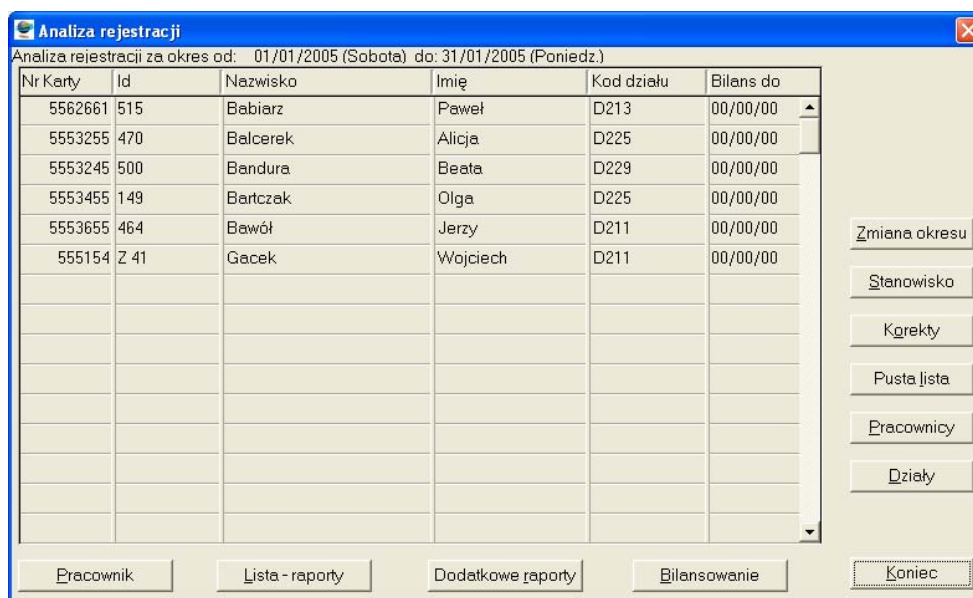 Analiza rejestracji
Analiza rejestracji za okres od: 01/01/2005 (Sobota) do: 31/01/2005 (Poniedz.)
Nr Karty Id Nazwisko Imię Kod działu Bilans do
5562661 515 Babiarz Paweł D213 00/00/00
5553255 470 Balcerek Alicja D225 00/00/00
5553245 500 Bandura Beata D229 00/00/00
5553455 149 Bartczak Olga D225 00/00/00
5553655 464 Bawół Jerzy D211 00/00/00
555154 Z 41 Gacek Wojciech D211 00/00/00
Zmiana okresu
Stanowisko
Korekty
Pusta lista
Pracownicy
Działy
Pracownik Lista - raporty Dodatkowe raporty Bilansowanie Koniec